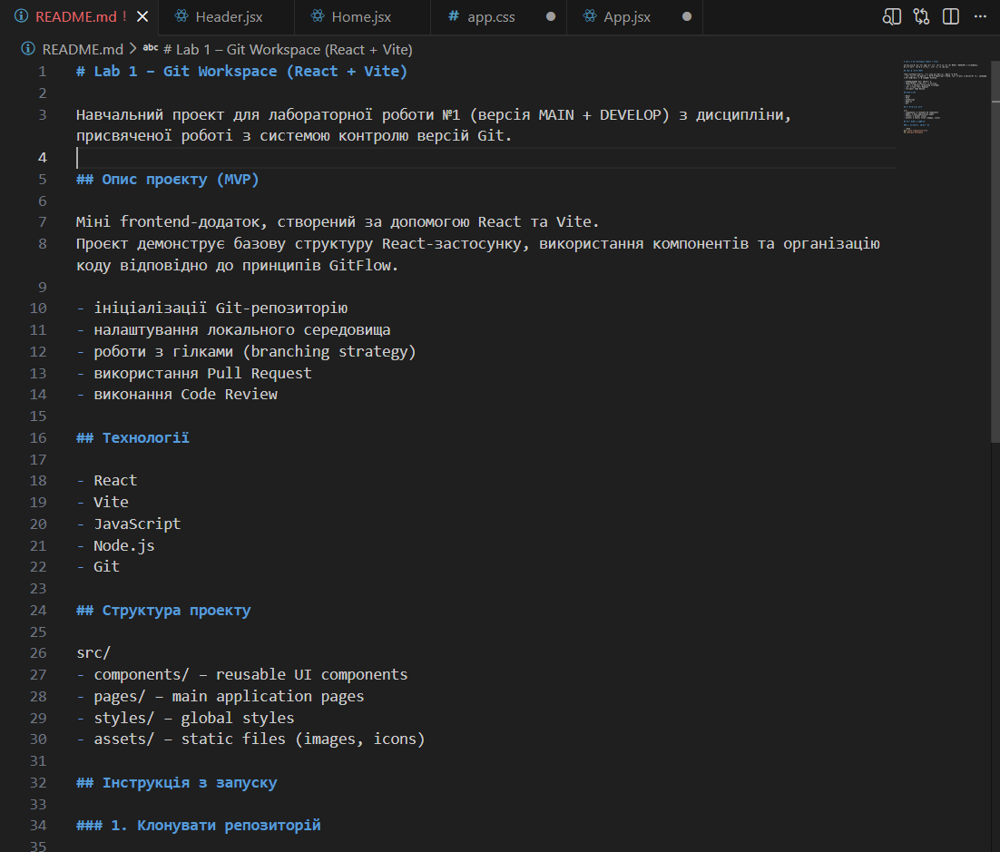 README.md ! Header.jsx Home.jsx # app.css App.jsx
README.md > abc # Lab 1 – Git Workspace (React + Vite)
1 # Lab 1 – Git Workspace (React + Vite)
2
3 Навчальний проект для лабораторної роботи №1 (версія MAIN + DEVELOP) з дисципліни,
присвяченої роботі з системою контролю версій Git.
4
5 ## Опис проєкту (MVP)
6
7 Міні frontend-додаток, створений за допомогою React та Vite.
8 Проєкт демонструє базову структуру React-застосунку, використання компонентів та організацію
коду відповідно до принципів GitFlow.
9
10 - ініціалізації Git-репозиторію
11 - налаштування локального середовища
12 - роботи з гілками (branching strategy)
13 - використання Pull Request
14 - виконання Code Review
15
16 ## Технології
17
18 - React
19 - Vite
20 - JavaScript
21 - Node.js
22 - Git
23
24 ## Структура проекту
25
26 src/
27 - components/ – reusable UI components
28 - pages/ – main application pages
29 - styles/ – global styles
30 - assets/ – static files (images, icons)
31
32 ## Інструкція з запуску
33
34 ### 1. Клонувати репозиторій
35